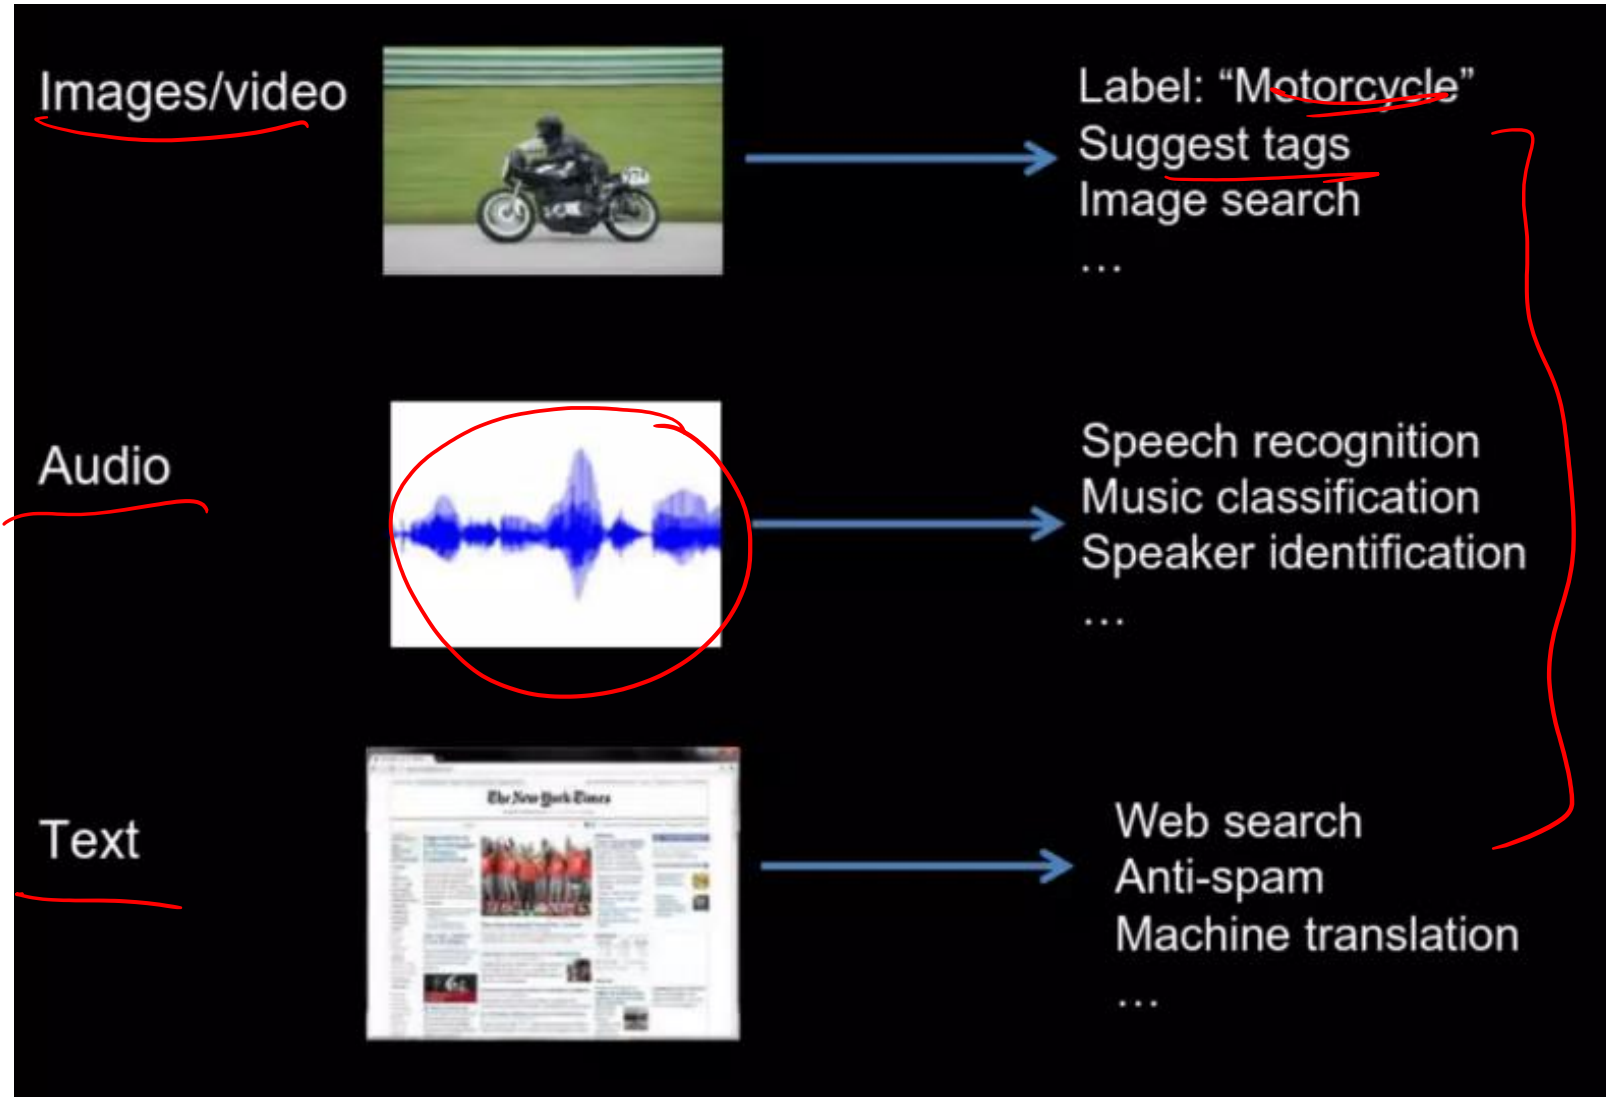 Images/video
Label: “Motorcycle”
Suggest tags
Image search
...
Audio
Speech recognition
Music classification
Speaker identification
...
Text
The New York Times
Web search
Anti-spam
Machine translation
...